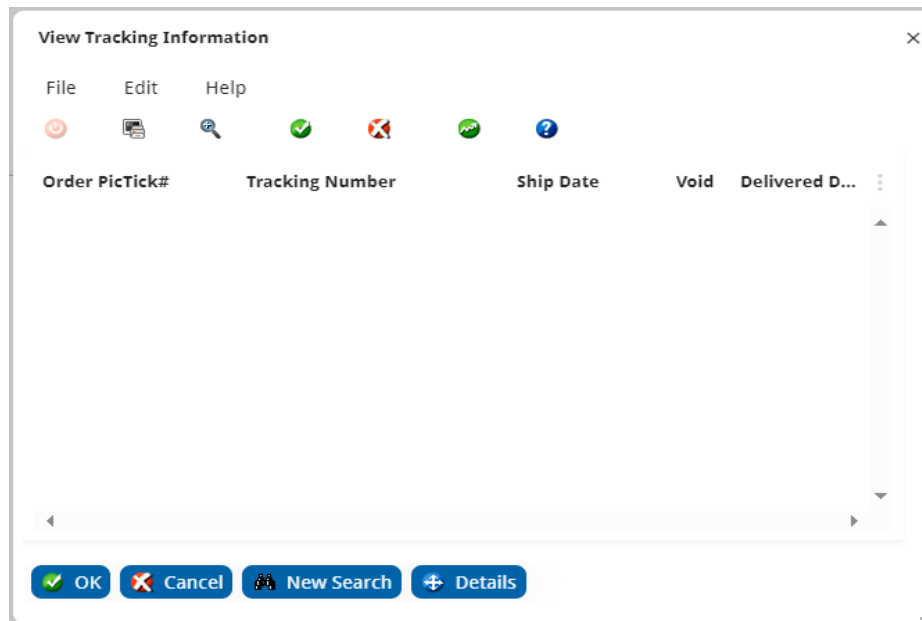 View Tracking Information
File Edit Help
Order PicTick# Tracking Number Ship Date Void Delivered D...
OK Cancel New Search Details